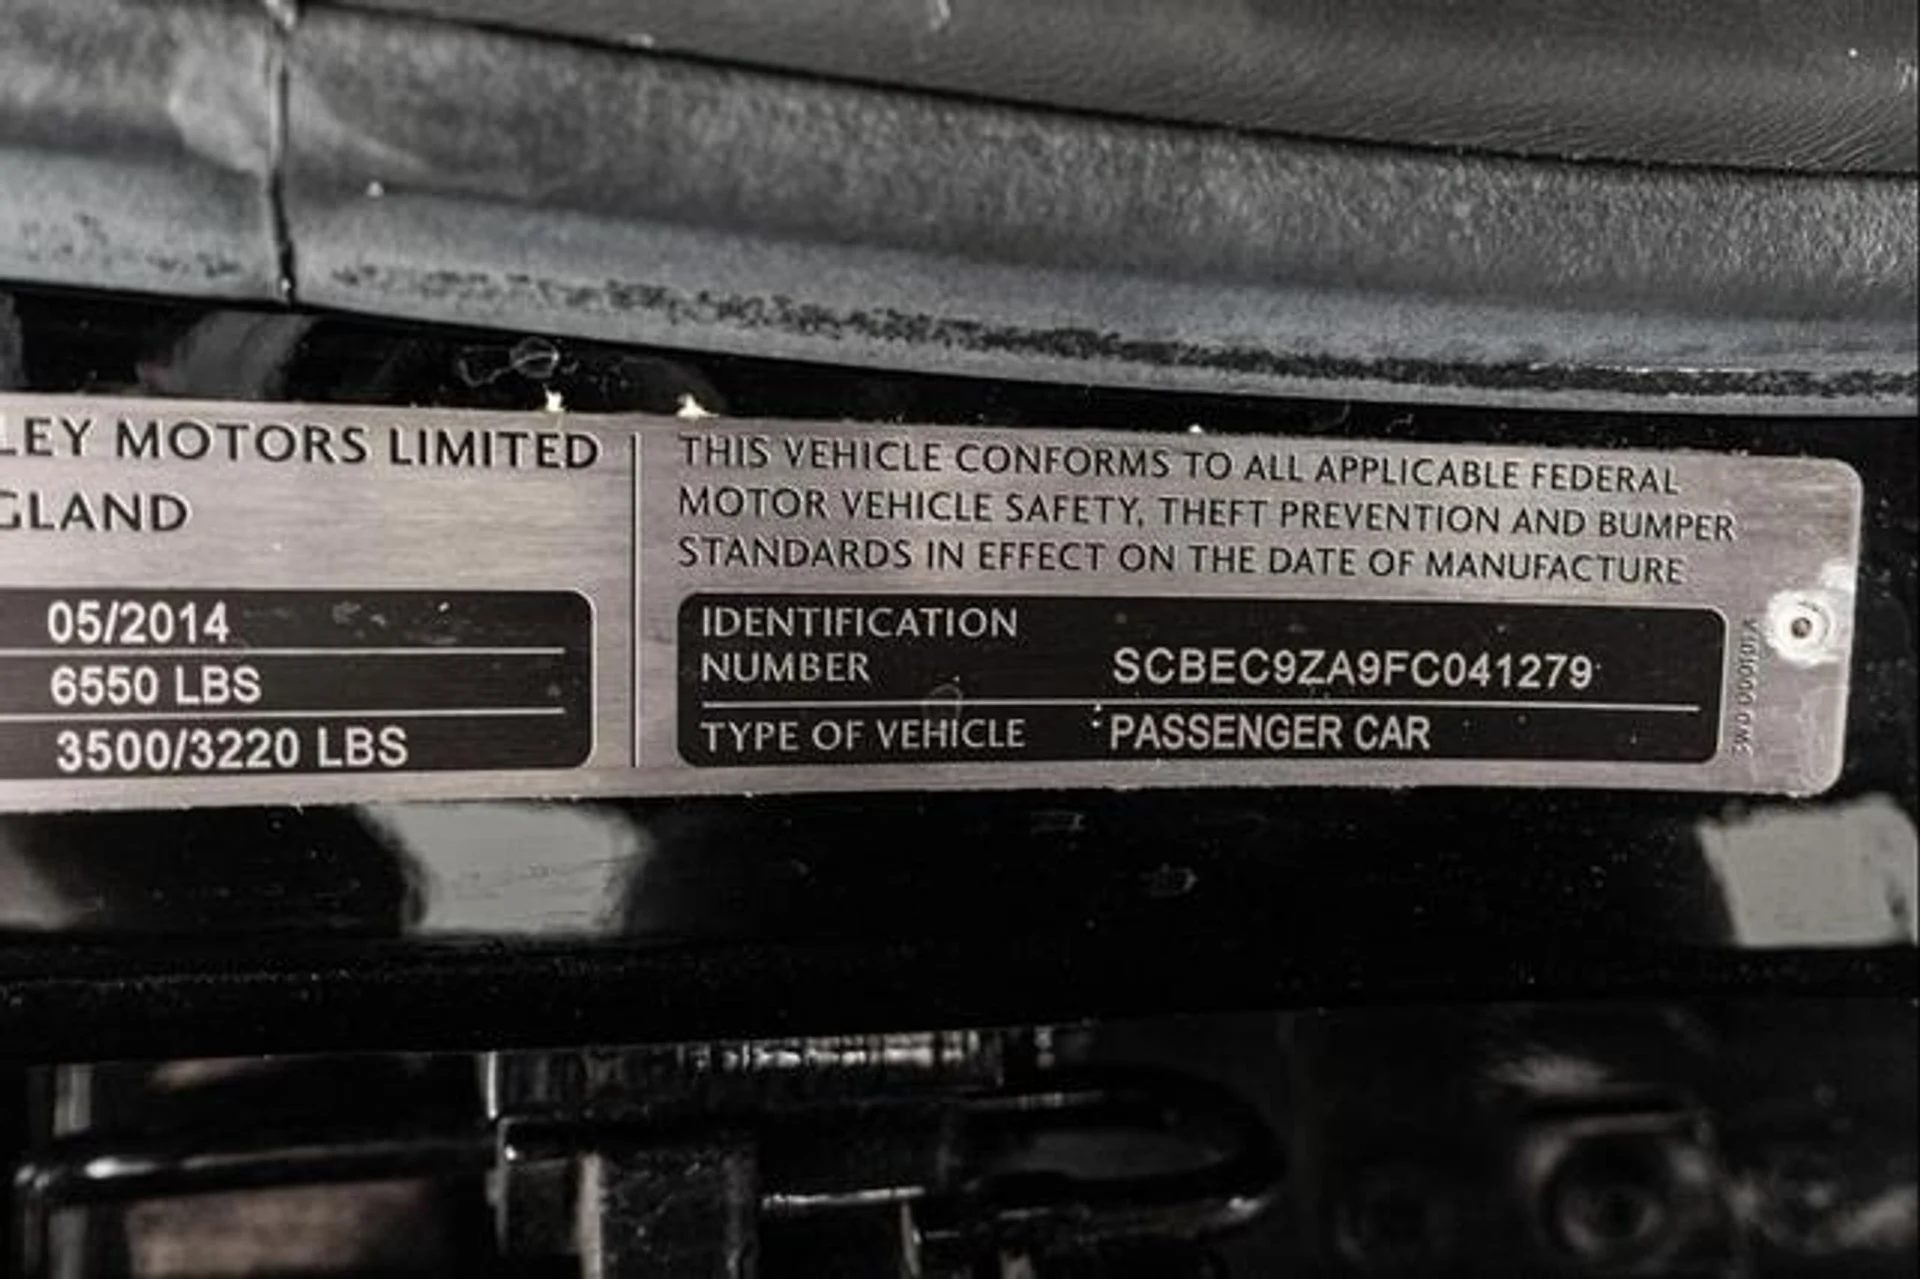 LEY MOTORS LIMITED
GLAND
05/2014
6550 LBS
3500/3220 LBS
THIS VEHICLE CONFORMS TO ALL APPLICABLE FEDERAL
MOTOR VEHICLE SAFETY, THEFT PREVENTION AND BUMPER
STANDARDS IN EFFECT ON THE DATE OF MANUFACTURE
IDENTIFICATION
NUMBER SCBEC9ZA9FC041279
TYPE OF VEHICLE PASSENGER CAR